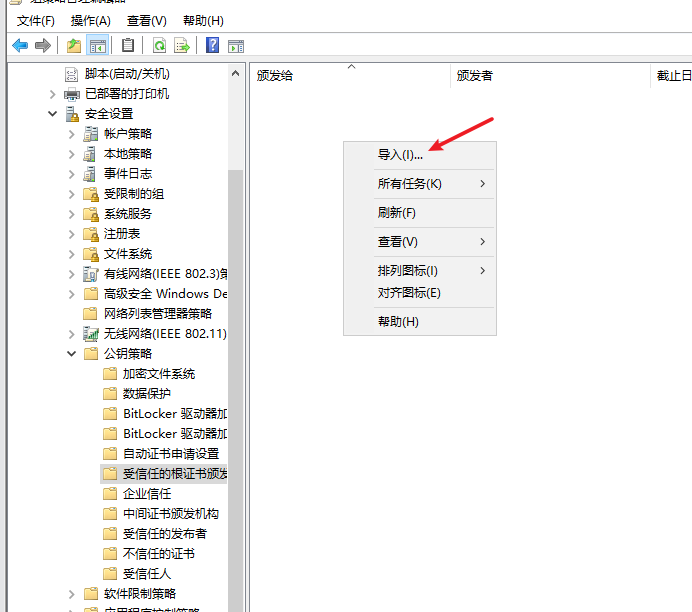 文件(F) 操作(A) 查看(V) 帮助(H)
颁发给 颁发者 截止日
脚本(启动/关机)
已部署的打印机
安全设置
帐户策略
本地策略
事件日志
受限制的组
系统服务
注册表
文件系统
有线网络(IEEE 802.3)策
高级安全 Windows De
网络列表管理器策略
无线网络(IEEE 802.11)
公钥策略
加密文件系统
数据保护
BitLocker 驱动器加
BitLocker 驱动器加
自动证书申请设置
受信任的根证书颁发
企业信任
中间证书颁发机构
受信任的发布者
不信任的证书
受信任人
软件限制策略
导入(I)...
所有任务(K)
刷新(F)
查看(V)
排列图标(I)
对齐图标(E)
帮助(H)